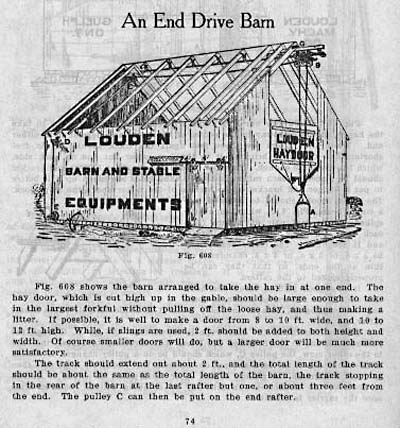 An End Drive Barn
LOUDEN
BARN AND STABLE
EQUIPMENTS
LOUDEN
HAYDOOR
A
Fig. 608
Fig. 608 shows the barn arranged to take the hay in at one end. The
hay door, which is cut high up in the gable, should be large enough to take
in the largest forkful without pulling off the loose hay, and thus making a
litter. If possible, it is well to make a door from 8 to 10 ft. wide, and 10 to
12 ft. high. While, if slings are used, 2 ft. should be added to both height and
width. Of course smaller doors will do, but a larger door will be much more
satisfactory.
The track should extend out about 2 ft., and the total length of the track
should be about the same as the total length of the barn, the track stopping
in the rear of the barn at the last rafter but one, or about three feet from
the end. The pulley C can then be put on the end rafter.
74